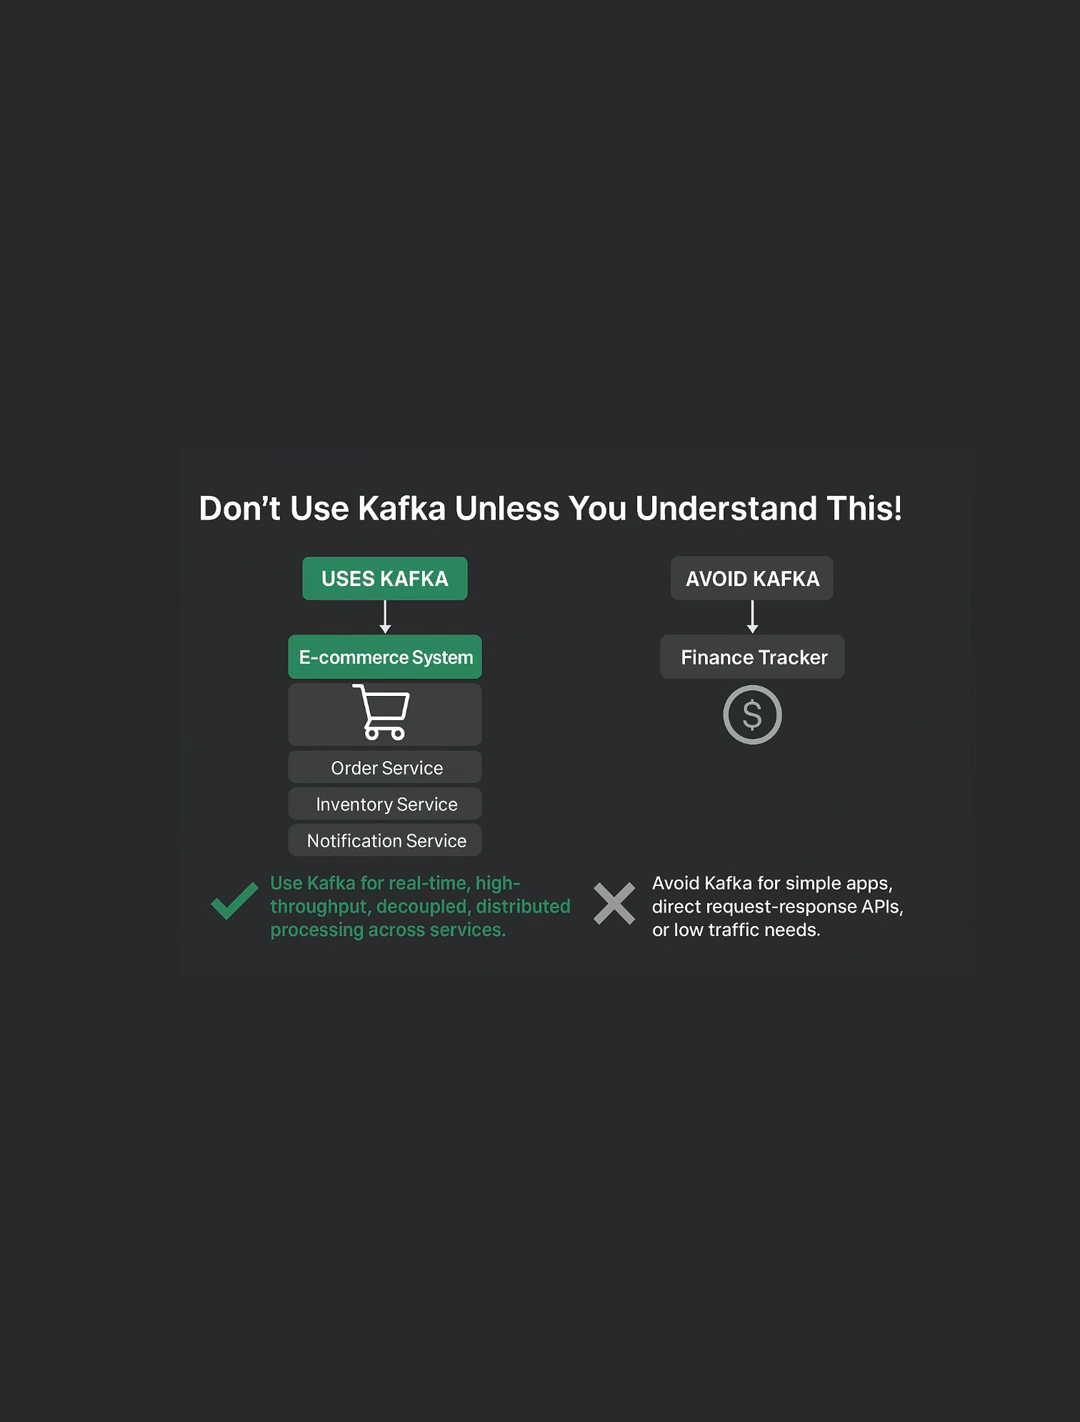 Don't Use Kafka Unless You Understand This!
USES KAFKA
E-commerce System
Order Service
Inventory Service
Notification Service
Use Kafka for real-time, high-
throughput, decoupled, distributed
processing across services.
AVOID KAFKA
Finance Tracker
$
Avoid Kafka for simple apps,
direct request-response APIs,
or low traffic needs.